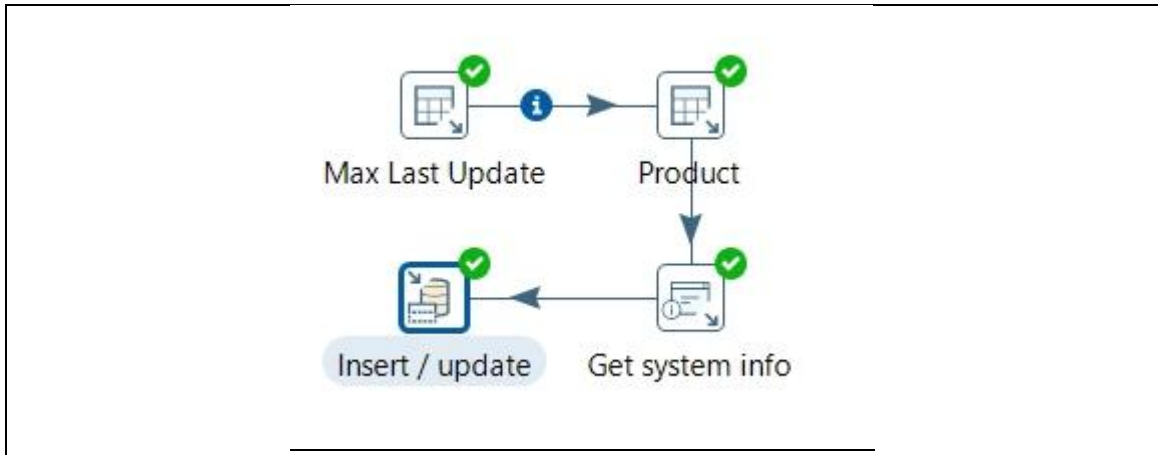 Max Last Update
Product
Insert / update
Get system info